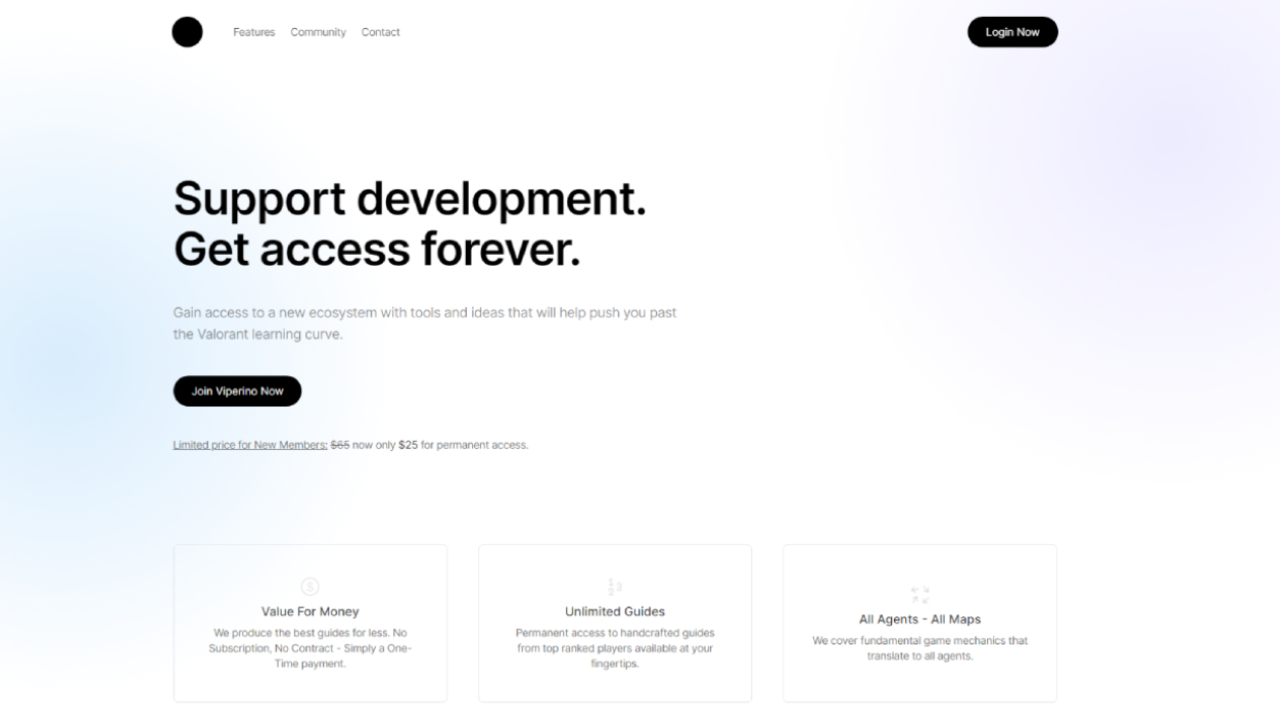 Features Community Contact Login Now
Support development.
Get access forever.
Gain access to a new ecosystem with tools and ideas that will help push you past
the Valorant learning curve.
Join Viperino Now
Limited price for New Members: $65 now only $25 for permanent access.
Value For Money
We produce the best guides for less. No
Subscription, No Contract - Simply a One-
Time payment.
Unlimited Guides
Permanent access to handcrafted guides
from top ranked players available at your
fingertips.
All Agents - All Maps
We cover fundamental game mechanics that
translate to all agents.